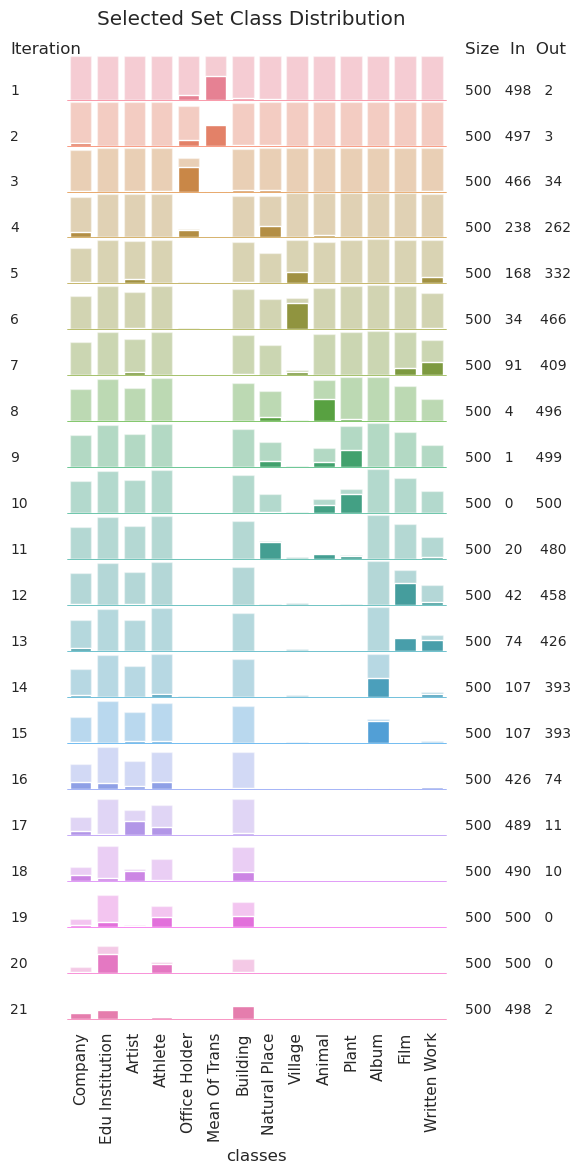 Selected Set Class Distribution
Iteration Size In Out
1 500 498 2
2 500 497 3
3 500 466 34
4 500 238 262
5 500 168 332
6 500 34 466
7 500 91 409
8 500 4 496
9 500 1 499
10 500 0 500
11 500 20 480
12 500 42 458
13 500 74 426
14 500 107 393
15 500 107 393
16 500 426 74
17 500 489 11
18 500 490 10
19 500 500 0
20 500 500 0
21 500 498 2
Company
Edu Institution
Artist
Athlete
Office Holder
Mean Of Trans
Building
Natural Place
Village
Animal
Plant
Album
Film
Written Work
classes